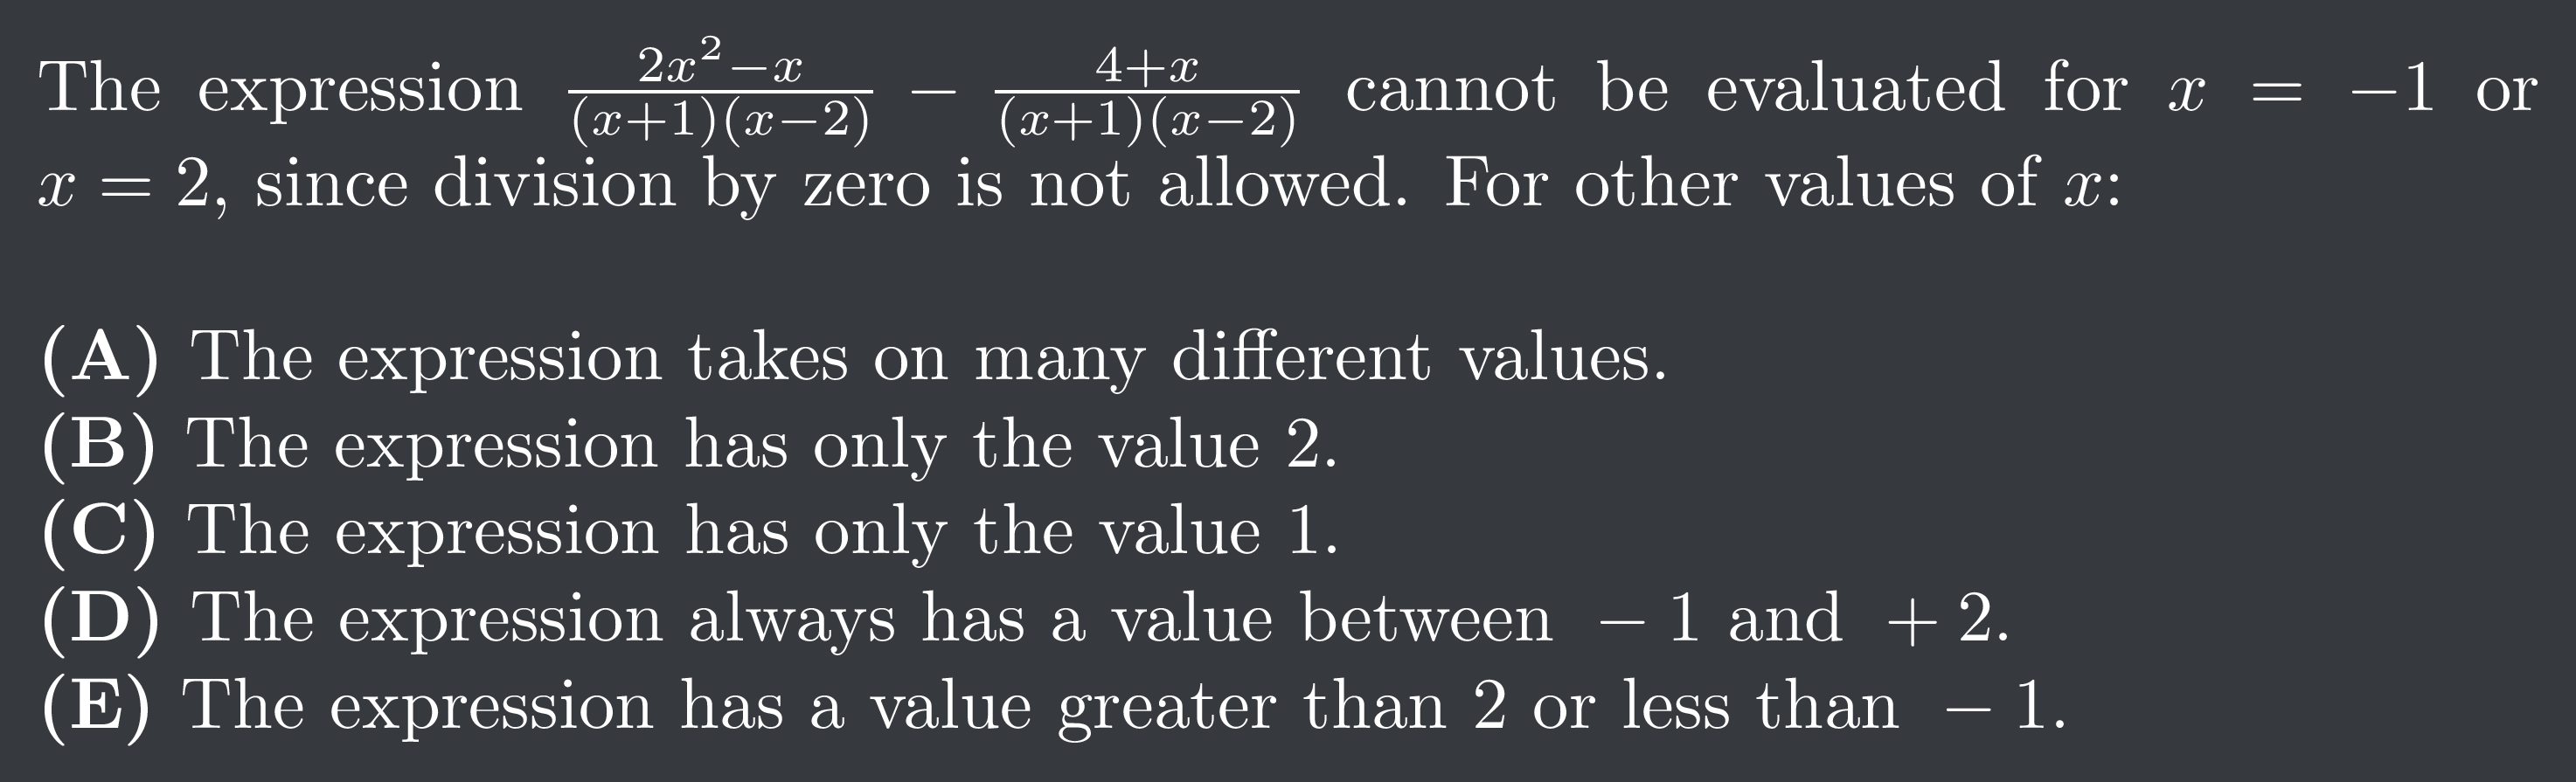 The expression \frac{2x^2-x}{(x+1)(x-2)} - \frac{4+x}{(x+1)(x-2)} cannot be evaluated for x = -1 or
x = 2, since division by zero is not allowed. For other values of x:
(A) The expression takes on many different values.
(B) The expression has only the value 2.
(C) The expression has only the value 1.
(D) The expression always has a value between - 1 and + 2.
(E) The expression has a value greater than 2 or less than - 1.